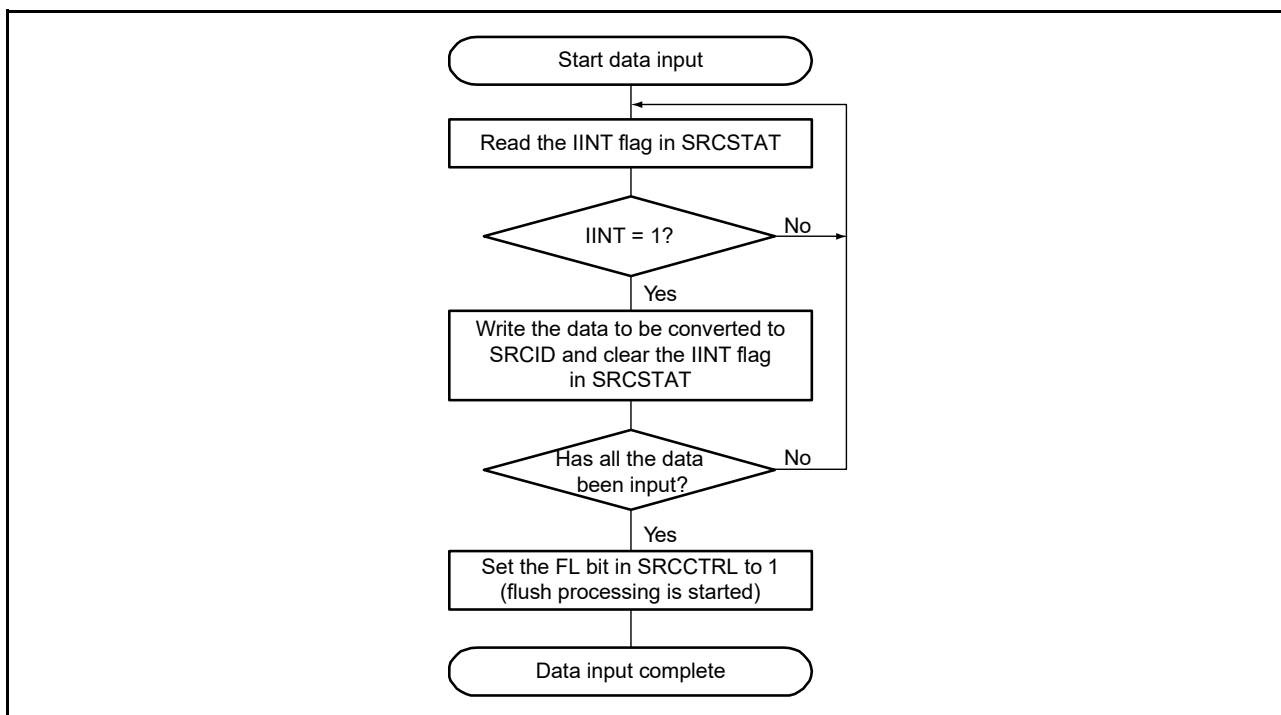 Start data input
Read the IINT flag in SRCSTAT
IINT = 1?
No
Yes
Write the data to be converted to
SRCID and clear the IINT flag
in SRCSTAT
Has all the data
been input?
No
Yes
Set the FL bit in SRCCTRL to 1
(flush processing is started)
Data input complete